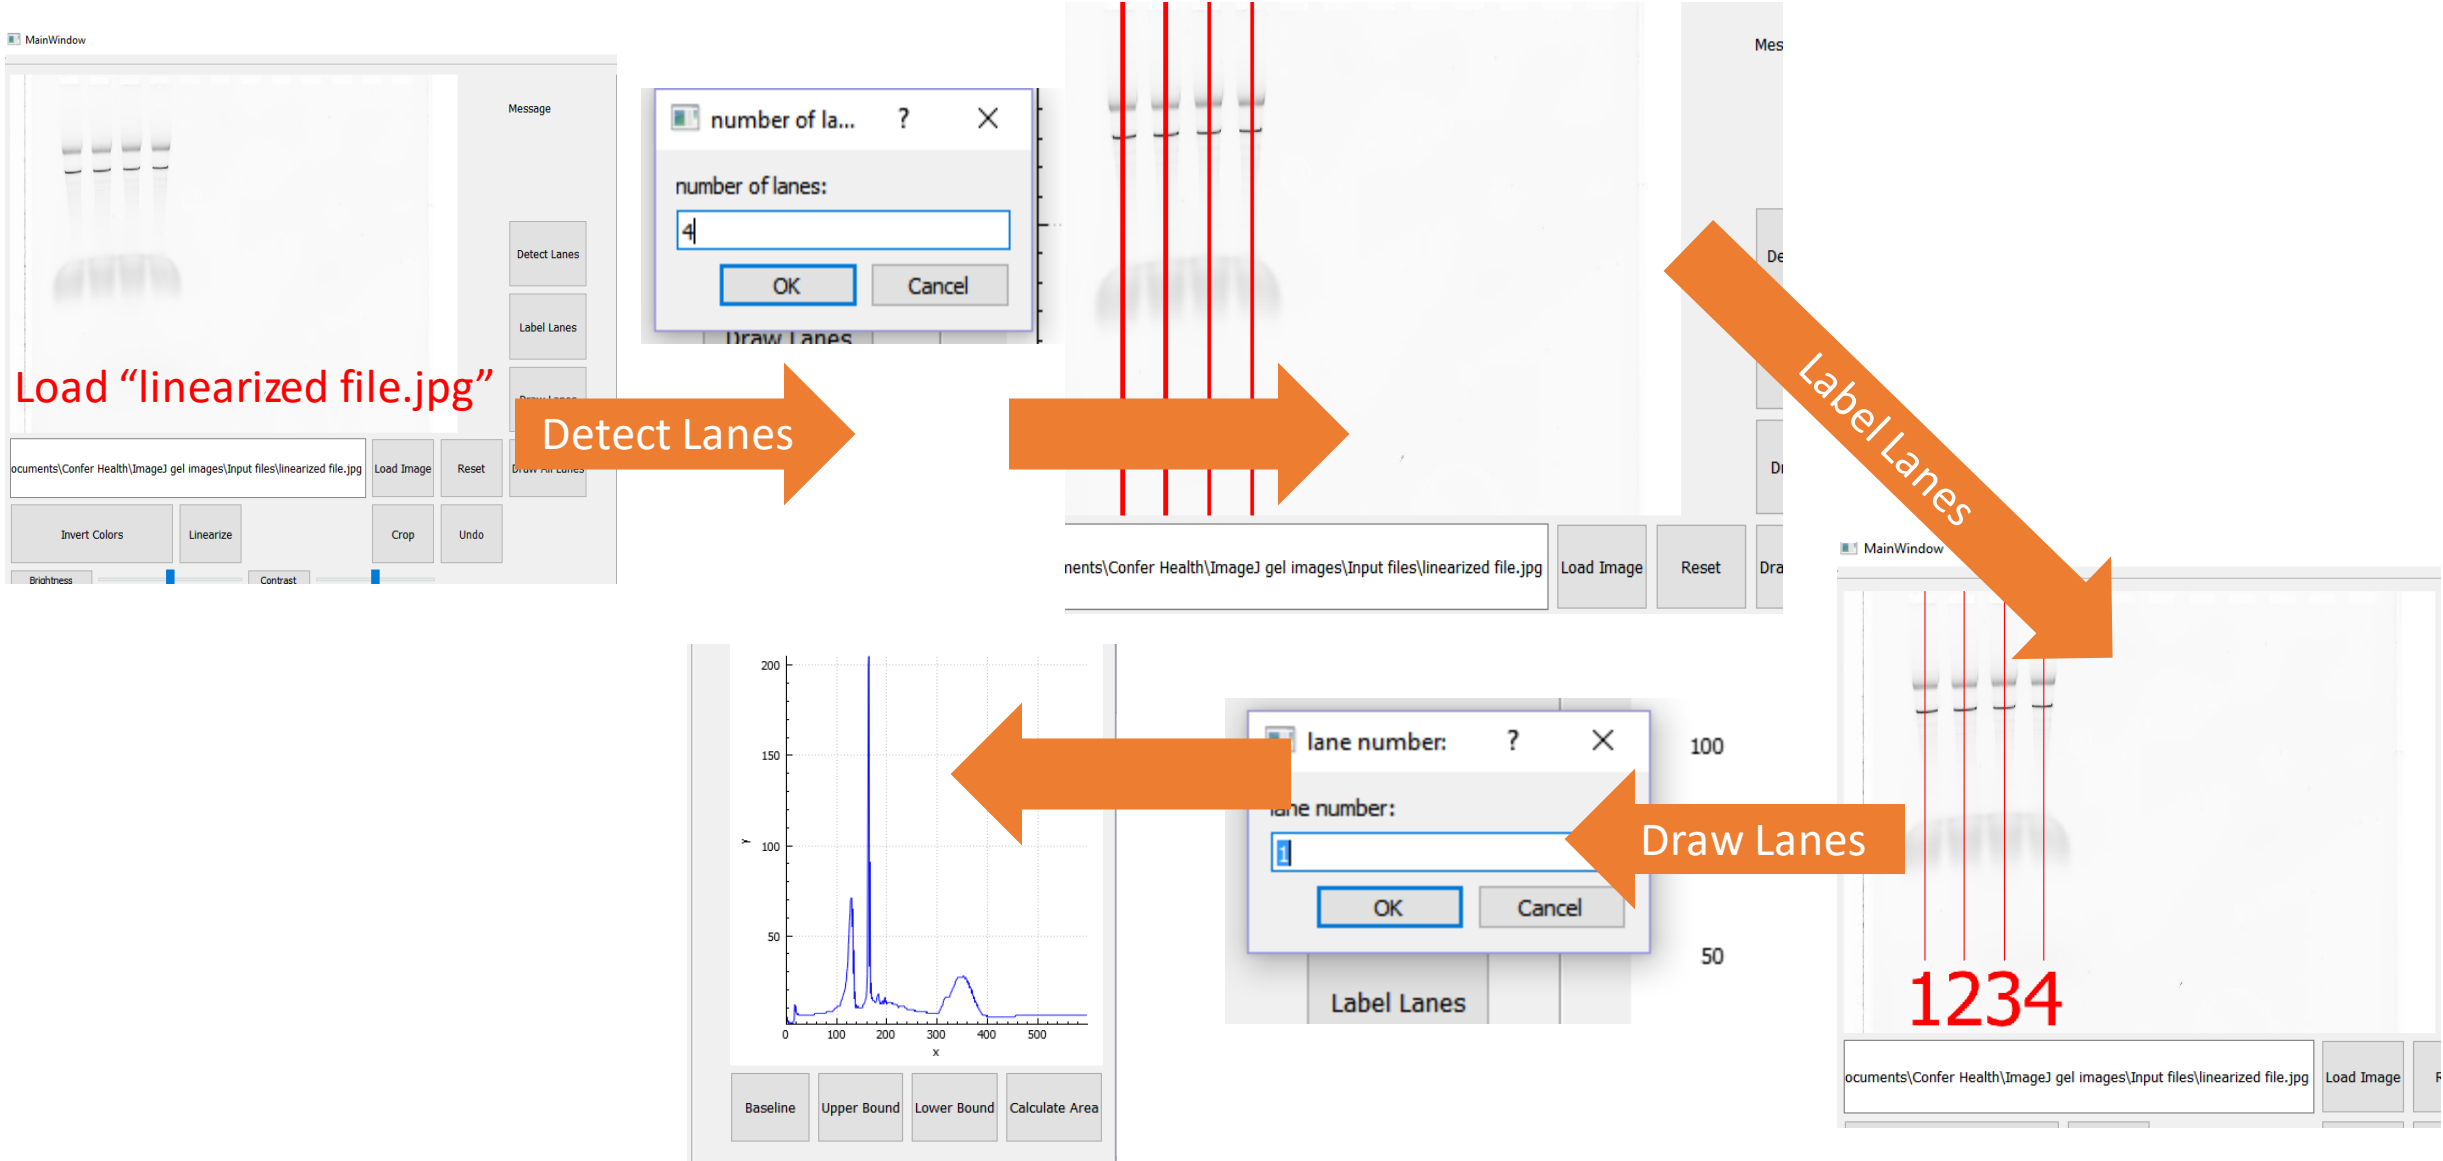 MainWindow
Message
Detect Lanes
Label Lanes
Load “linearized file.jpg”
ocuments\Confer Health\ImageJ gel images\Input files\linearized file.jpg
Load Image
Reset
Draw All Lanes
Invert Colors
Linearize
Crop
Undo
Brightness
Contrast
Detect Lanes
number of la...
?
number of lanes:
4
OK
Cancel
Draw Lanes
Mes
De
Di
nents\Confer Health\ImageJ gel images\Input files\linearized file.jpg
Load Image
Reset
Dra
Label Lanes
MainWindow
1234
ocuments\Confer Health\ImageJ gel images\Input files\linearized file.jpg
Load Image
R
Draw Lanes
lane number:
?
lane number:
1
OK
Cancel
Label Lanes
100
50
200
150
100
50
Y
0
100
200
300
400
500
x
Baseline
Upper Bound
Lower Bound
Calculate Area